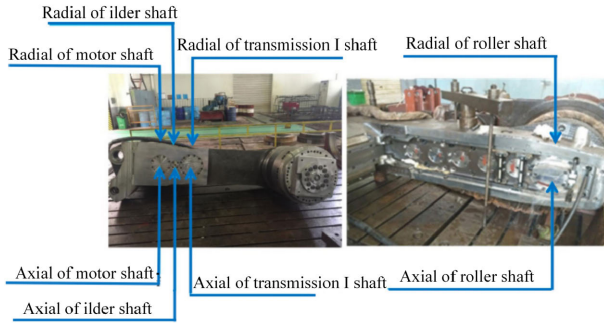 Radial of ilder shaft
Radial of motor shaft
Radial of transmission I shaft
Radial of roller shaft
Axial of motor shaft
Axial of ilder shaft
Axial of transmission I shaft
Axial of roller shaft